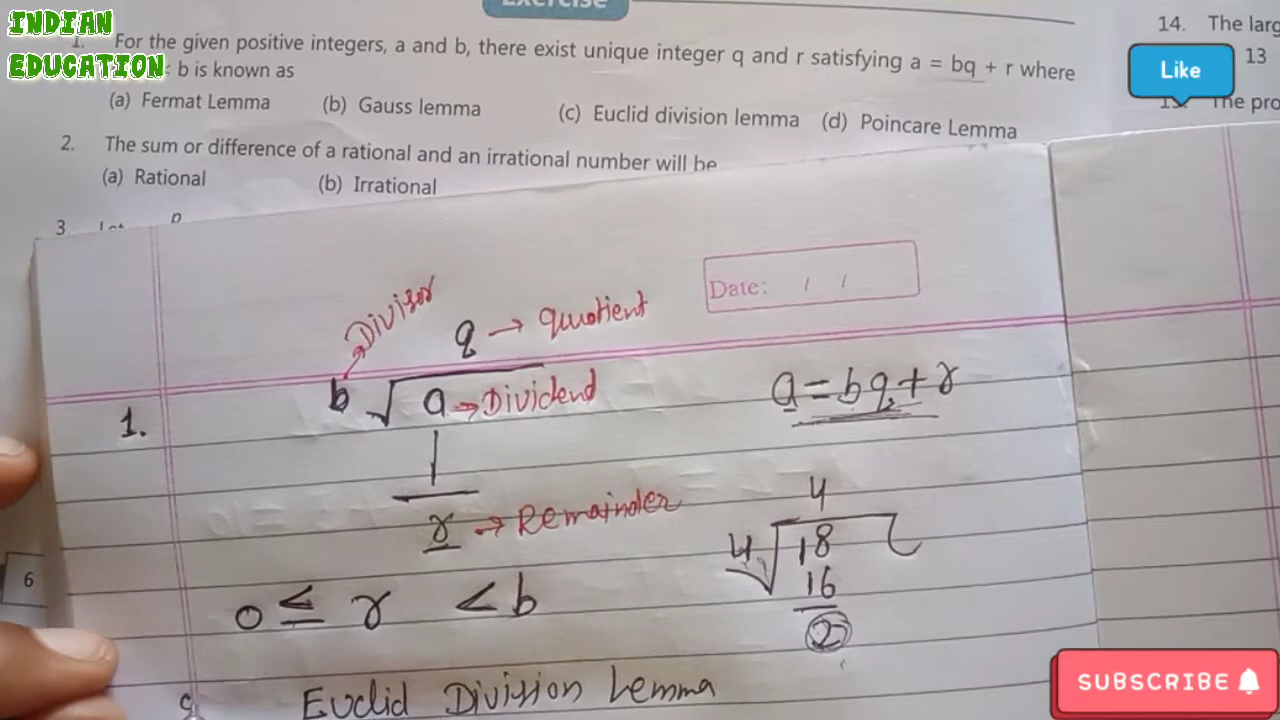 INDIAN
EDUCATION
Exercise
1. For the given positive integers, a and b, there exist unique integer q and r satisfying a = bq + r where
< b is known as
(a) Fermat Lemma (b) Gauss lemma (c) Euclid division lemma (d) Poincare Lemma
2. The sum or difference of a rational and an irrational number will be
(a) Rational (b) Irrational
3.
14. The larg
13
Like
The pro
Date: / /
Divisor
q → quotient
b √ a → Dividend
a = bq + r
1.
r → Remainder
4
4 √ 18
16
2
0 ≤ r < b
6
c Euclid Division Lemma
SUBSCRIBE